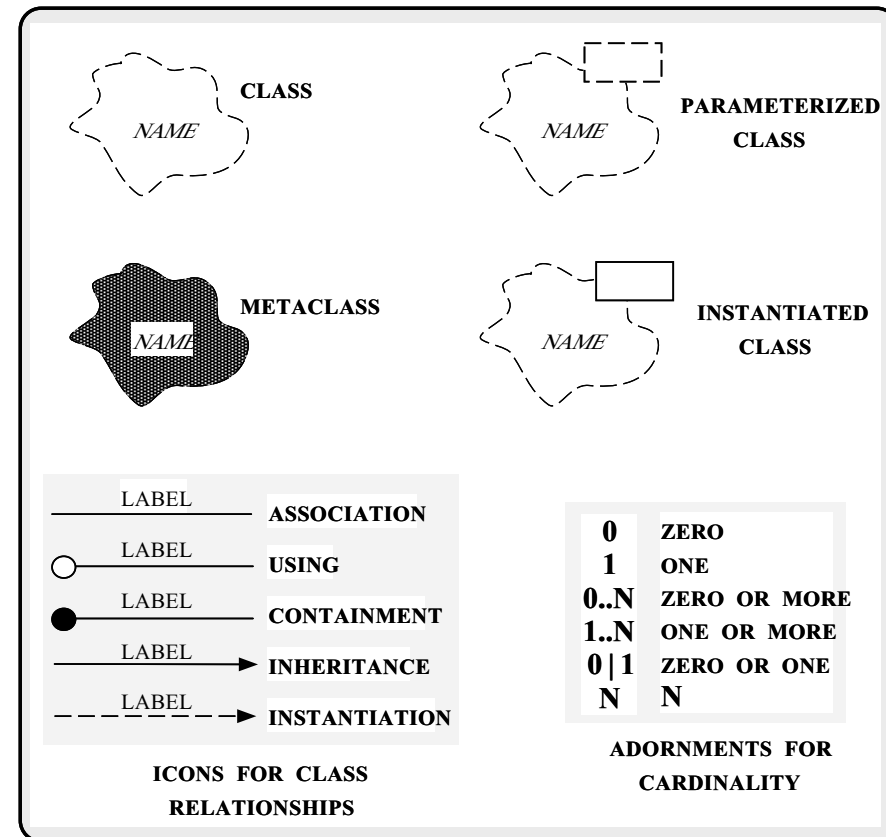 CLASS
NAME
PARAMETERIZED
CLASS
NAME
METACLASS
NAME
INSTANTIATED
CLASS
NAME
LABEL
ASSOCIATION
LABEL
USING
LABEL
CONTAINMENT
LABEL
INHERITANCE
LABEL
INSTANTIATION
ICONS FOR CLASS
RELATIONSHIPS
0 ZERO
1 ONE
0..N ZERO OR MORE
1..N ONE OR MORE
0|1 ZERO OR ONE
N N
ADORNMENTS FOR
CARDINALITY